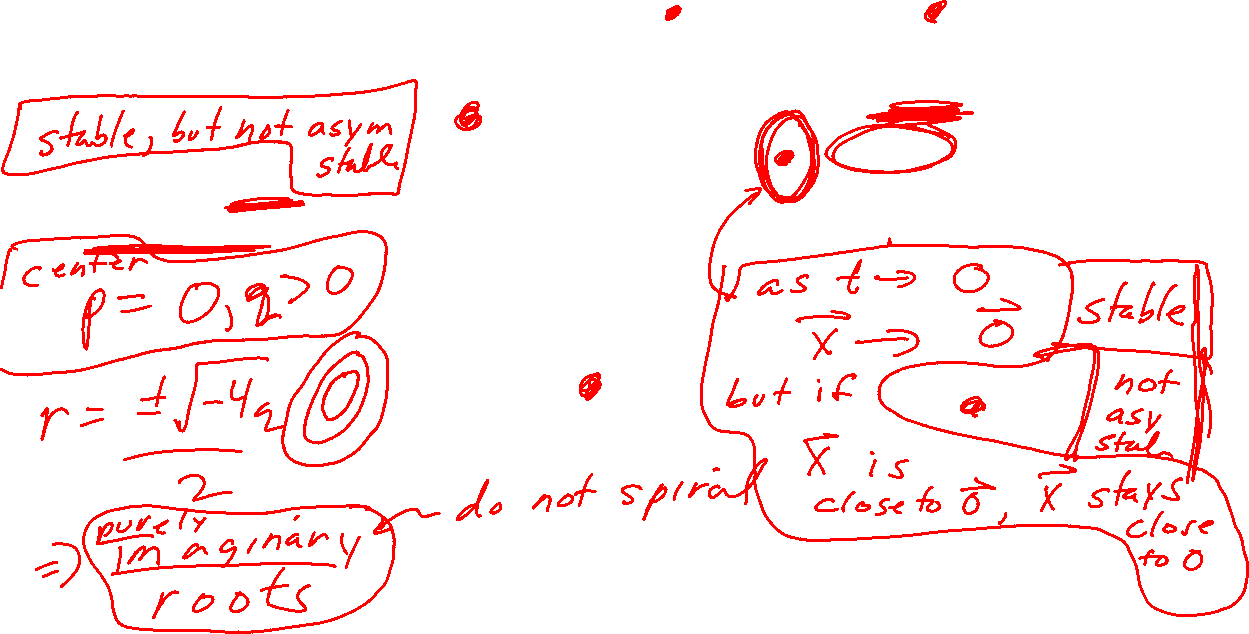 stable, but not asym
stable
center
p = 0, q > 0
r = ± √-4q
2
=> purely
imaginary
roots
do not spiral
as t → 0
x⃗ → 0⃗
stable
but if
not
asy
stab
x⃗ is
close to 0⃗, x⃗ stays
close
to 0